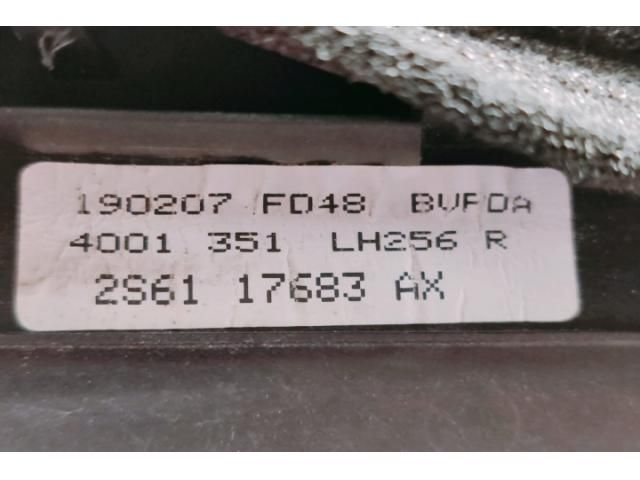 190207 FD48 BVFDA
4001 351 LH256 R
2S61 17683 AX